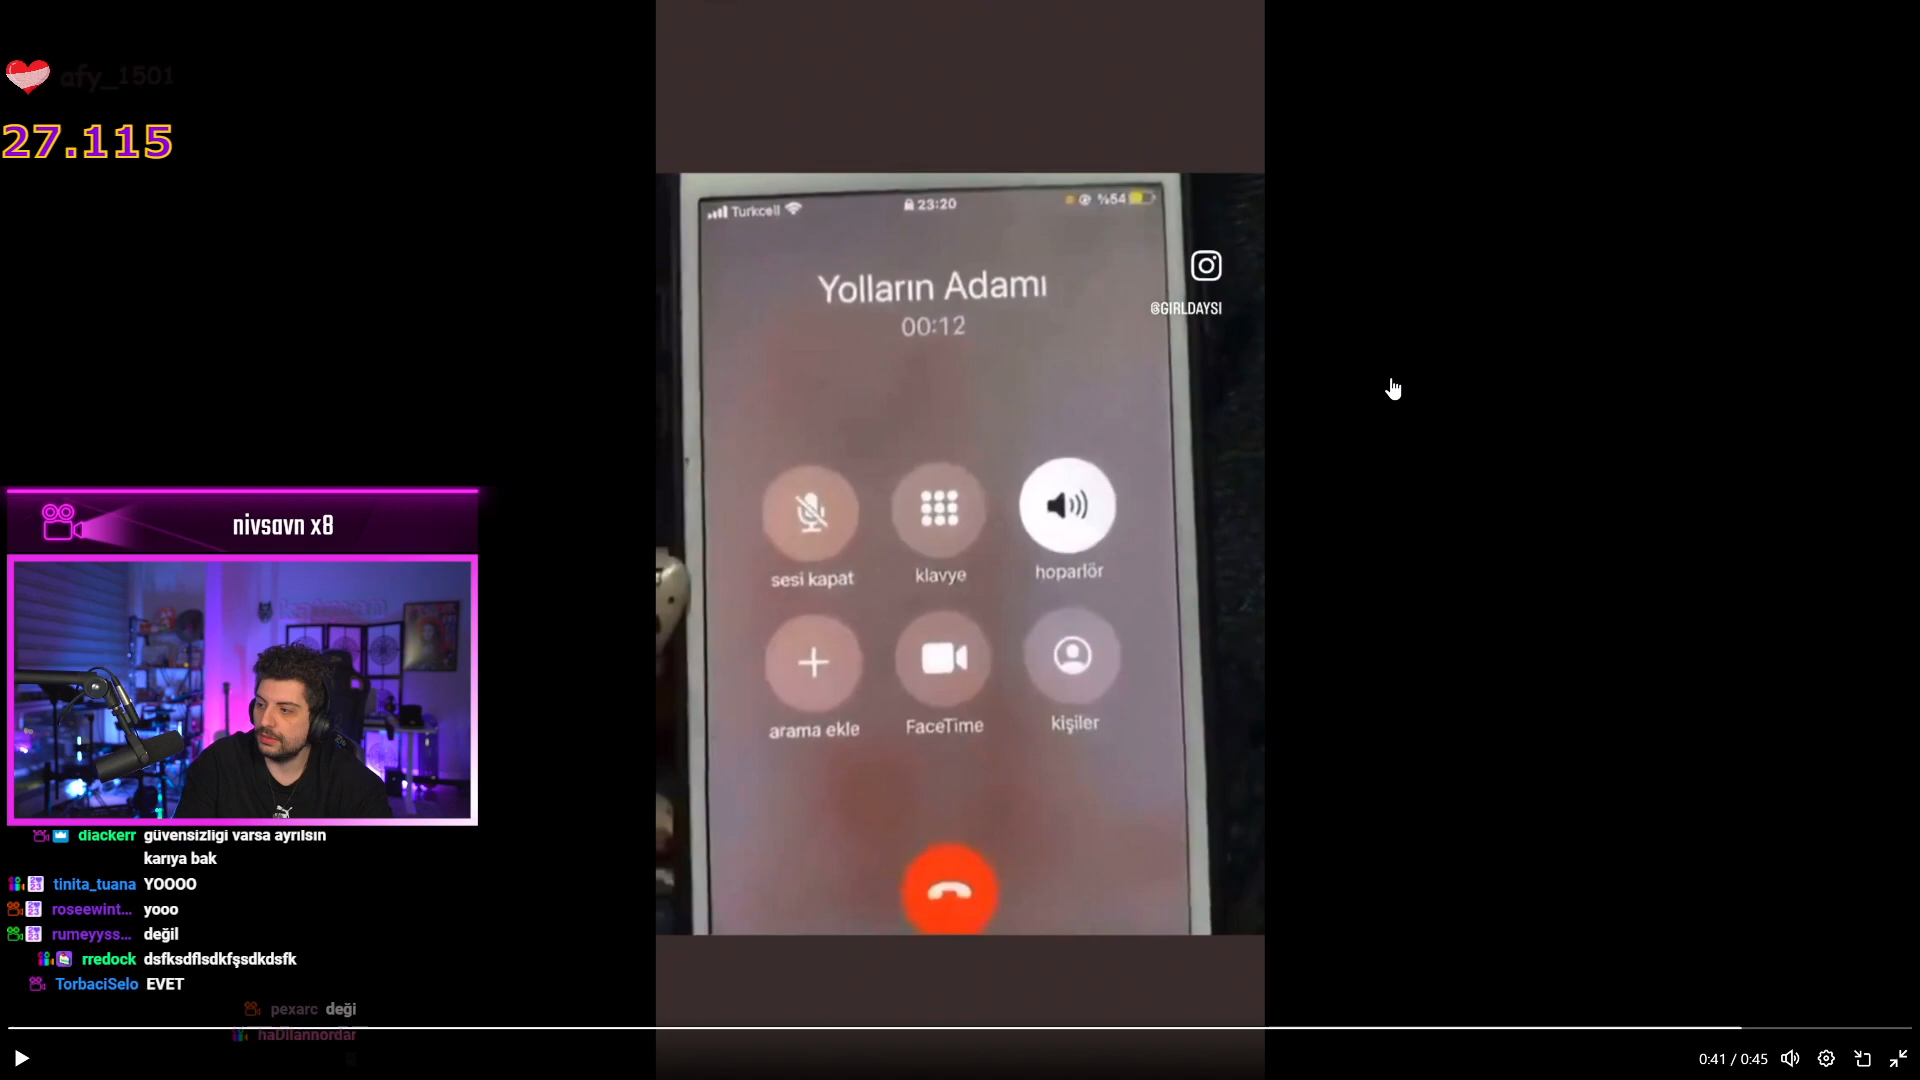 afy_1501
27.115
Turkcell
23:20
%54
Yolların Adamı
00:12
@GIRLDAYSI
sesi kapat
klavye
hoparlör
arama ekle
FaceTime
kişiler
nivsavn x8
diackerr güvensizligi varsa ayrılsın
karıya bak
tinita_tuana YOOOO
roseewint... yooo
rumeyyss... değil
rredock dsfksdflsdkfşsdkdsfk
TorbaciSelo EVET
pexarc deği
haDilannordar
0:41 / 0:45